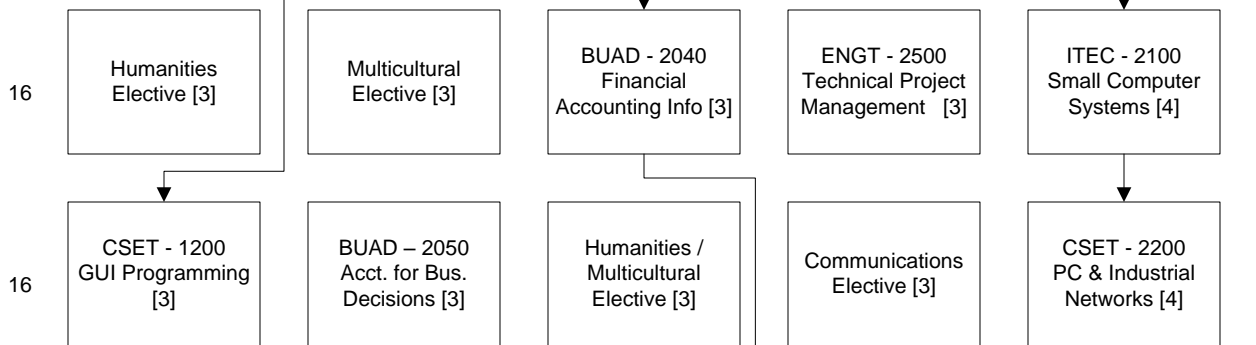 16
Humanities
Elective [3]
Multicultural
Elective [3]
BUAD - 2040
Financial
Accounting Info [3]
ENGT - 2500
Technical Project
Management   [3]
ITEC - 2100
Small Computer
Systems [4]
16
CSET - 1200
GUI Programming
[3]
BUAD – 2050
Acct. for Bus.
Decisions [3]
Humanities /
Multicultural
Elective [3]
Communications
Elective [3]
CSET - 2200
PC & Industrial
Networks [4]